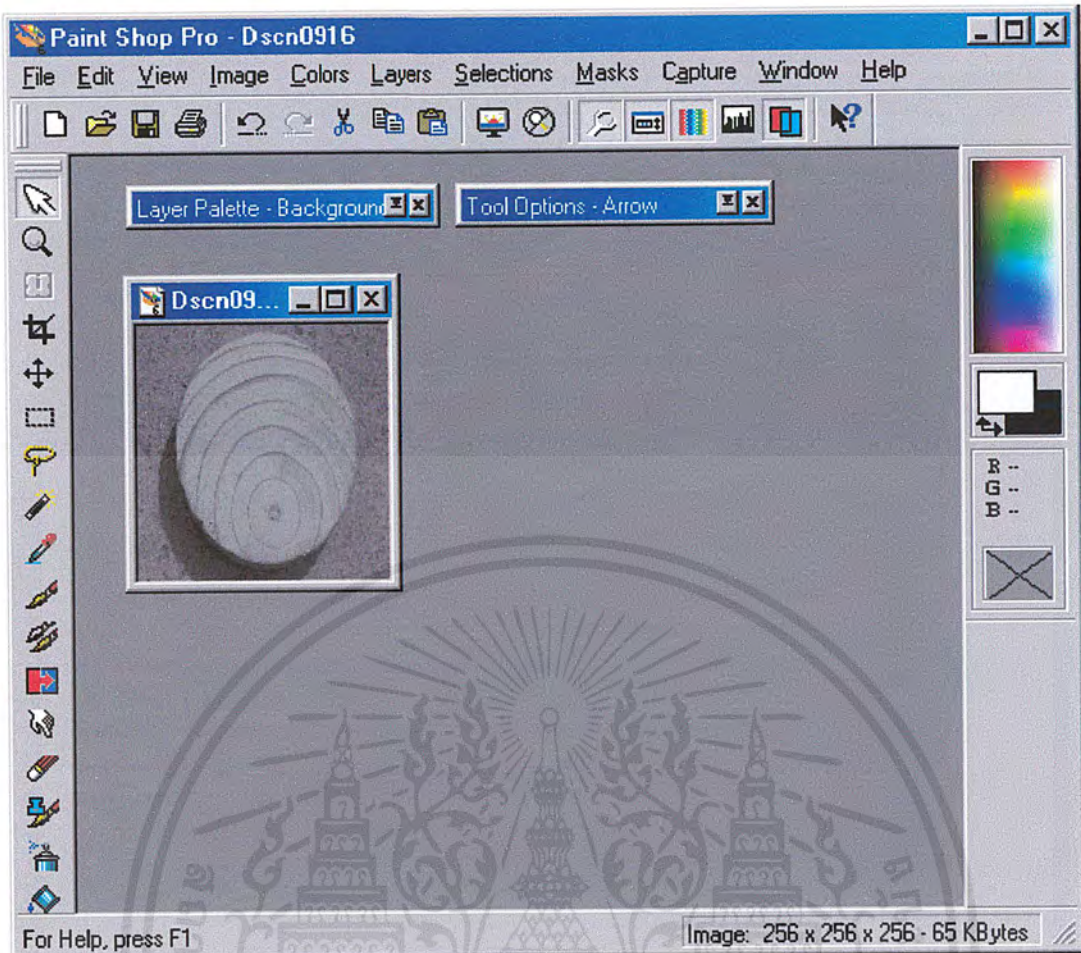 Paint Shop Pro - Dscn0916
File Edit View Image Colors Layers Selections Masks Capture Window Help
Layer Palette - Background
Tool Options - Arrow
Dscn09...
R --
G --
B --
For Help, press F1
Image: 256 x 256 x 256 - 65 KBytes